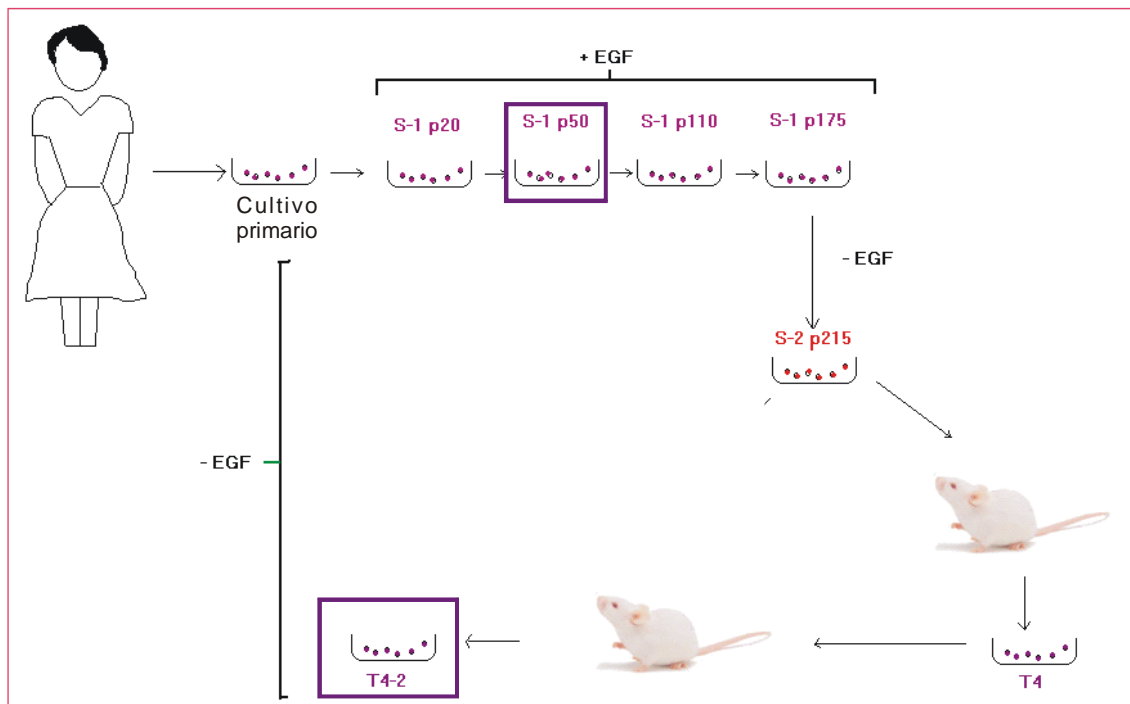 + EGF
S-1 p20
S-1 p50
S-1 p110
S-1 p175
Cultivo
primario
- EGF
S-2 p215
- EGF
T4-2
T4